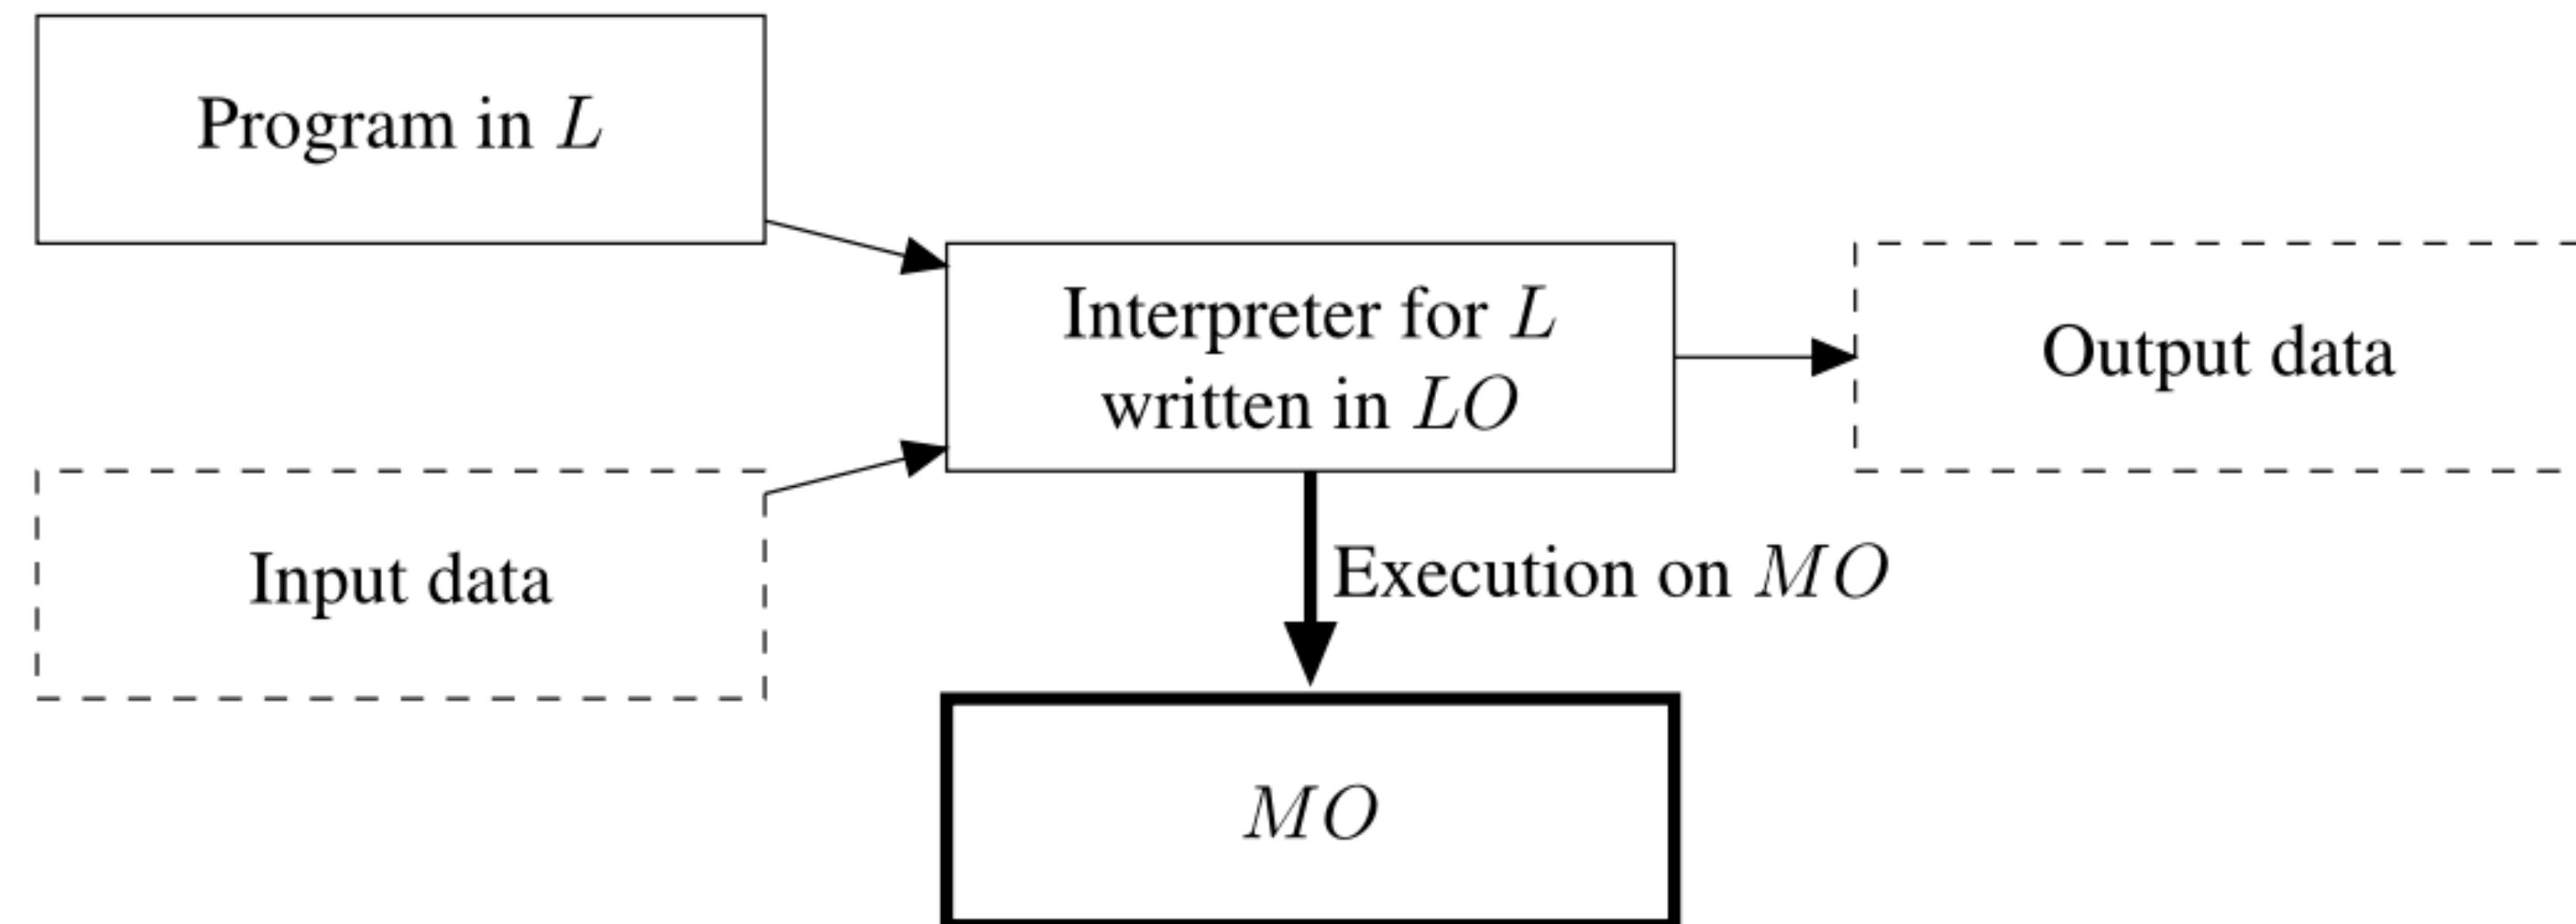 Program in L
Interpreter for L
written in LO
Output data
Input data
Execution on MO
MO